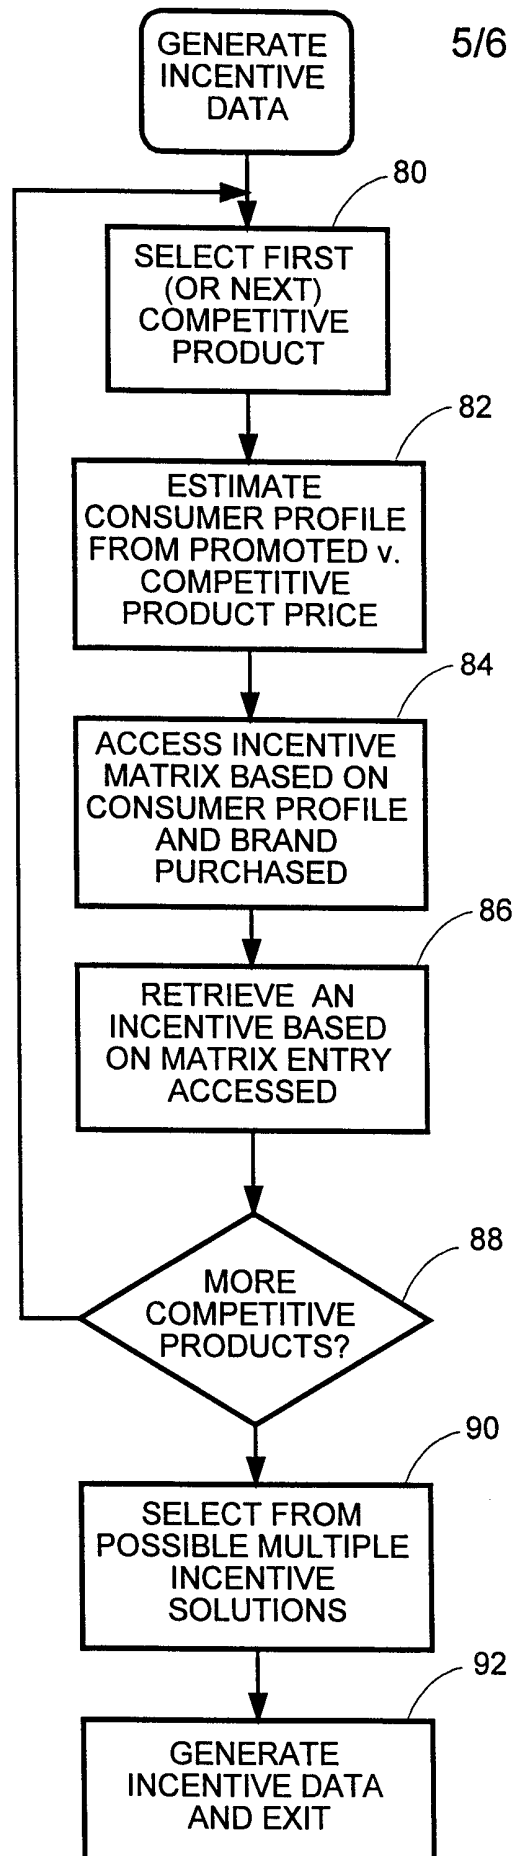 5/6
GENERATE
INCENTIVE
DATA
80
SELECT FIRST
(OR NEXT)
COMPETITIVE
PRODUCT
82
ESTIMATE
CONSUMER PROFILE
FROM PROMOTED v.
COMPETITIVE
PRODUCT PRICE
84
ACCESS INCENTIVE
MATRIX BASED ON
CONSUMER PROFILE
AND BRAND
PURCHASED
86
RETRIEVE AN
INCENTIVE BASED
ON MATRIX ENTRY
ACCESSED
88
MORE
COMPETITIVE
PRODUCTS?
90
SELECT FROM
POSSIBLE MULTIPLE
INCENTIVE
SOLUTIONS
92
GENERATE
INCENTIVE DATA
AND EXIT